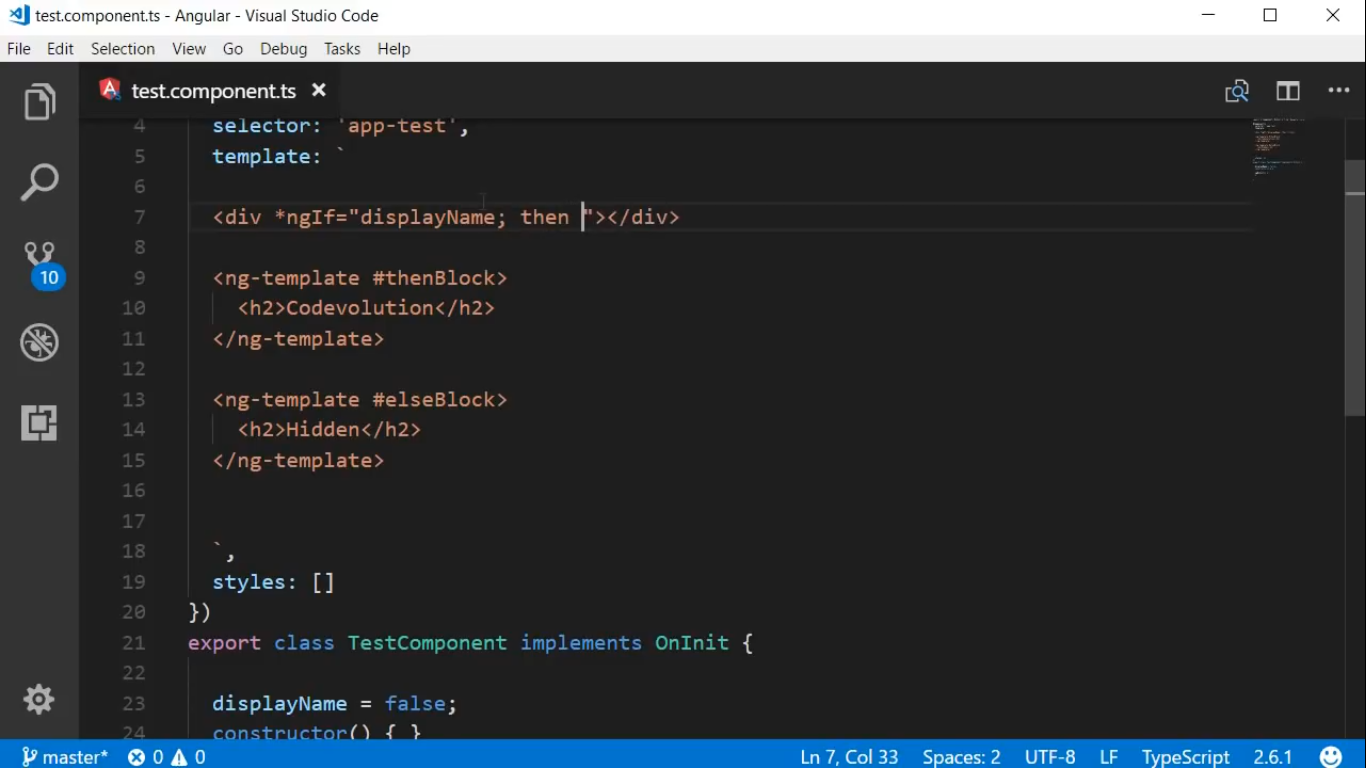 test.component.ts - Angular - Visual Studio Code
File Edit Selection View Go Debug Tasks Help
test.component.ts
4 selector: 'app-test',
5 template: `
6
7 <div *ngIf="displayName; then "></div>
8
9 <ng-template #thenBlock>
10 <h2>Codevolution</h2>
11 </ng-template>
12
13 <ng-template #elseBlock>
14 <h2>Hidden</h2>
15 </ng-template>
16
17
18 `,
19 styles: []
20 })
21 export class TestComponent implements OnInit {
22
23 displayName = false;
24 constructor() { }
10
master* 0 0 Ln 7, Col 33 Spaces: 2 UTF-8 LF TypeScript 2.6.1